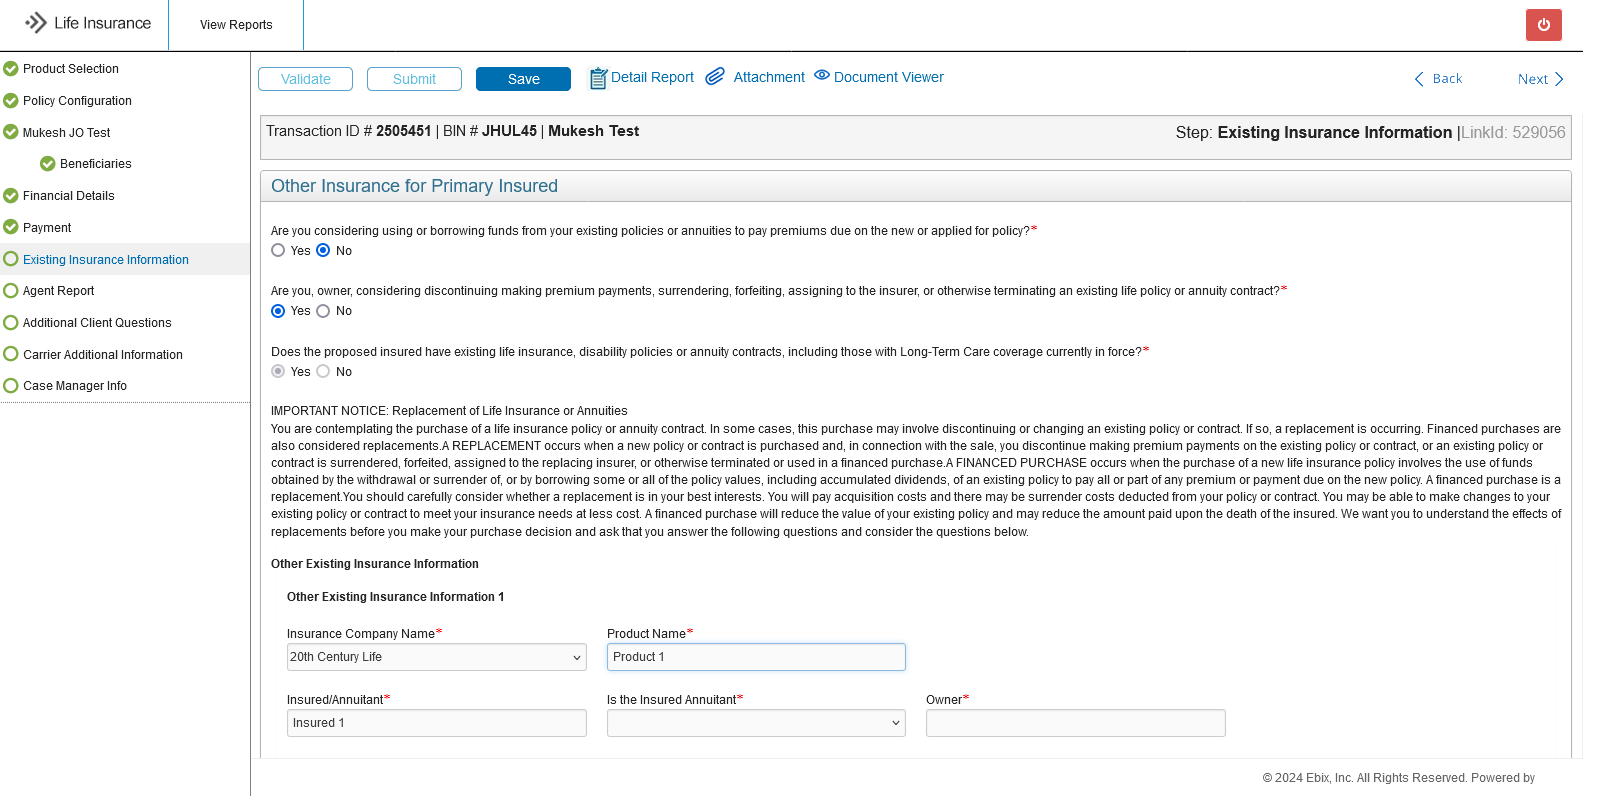 Life Insurance
View Reports
Product Selection
Policy Configuration
Mukesh JO Test
Beneficiaries
Financial Details
Payment
Existing Insurance Information
Agent Report
Additional Client Questions
Carrier Additional Information
Case Manager Info
Validate
Submit
Save
Detail Report
Attachment
Document Viewer
Back
Next
Transaction ID # 2505451 | BIN # JHUL45 | Mukesh Test
Step: Existing Insurance Information |LinkId: 529056
Other Insurance for Primary Insured
Are you considering using or borrowing funds from your existing policies or annuities to pay premiums due on the new or applied for policy?*
Yes No
Are you, owner, considering discontinuing making premium payments, surrendering, forfeiting, assigning to the insurer, or otherwise terminating an existing life policy or annuity contract?*
Yes No
Does the proposed insured have existing life insurance, disability policies or annuity contracts, including those with Long-Term Care coverage currently in force?*
Yes No
IMPORTANT NOTICE: Replacement of Life Insurance or Annuities
You are contemplating the purchase of a life insurance policy or annuity contract. In some cases, this purchase may involve discontinuing or changing an existing policy or contract. If so, a replacement is occurring. Financed purchases are
also considered replacements.A REPLACEMENT occurs when a new policy or contract is purchased and, in connection with the sale, you discontinue making premium payments on the existing policy or contract, or an existing policy or
contract is surrendered, forfeited, assigned to the replacing insurer, or otherwise terminated or used in a financed purchase.A FINANCED PURCHASE occurs when the purchase of a new life insurance policy involves the use of funds
obtained by the withdrawal or surrender of, or by borrowing some or all of the policy values, including accumulated dividends, of an existing policy to pay all or part of any premium or payment due on the new policy. A financed purchase is a
replacement.You should carefully consider whether a replacement is in your best interests. You will pay acquisition costs and there may be surrender costs deducted from your policy or contract. You may be able to make changes to your
existing policy or contract to meet your insurance needs at less cost. A financed purchase will reduce the value of your existing policy and may reduce the amount paid upon the death of the insured. We want you to understand the effects of
replacements before you make your purchase decision and ask that you answer the following questions and consider the questions below.
Other Existing Insurance Information
Other Existing Insurance Information 1
Insurance Company Name*
20th Century Life
Product Name*
Product 1
Insured/Annuitant*
Insured 1
Is the Insured Annuitant*
Owner*
© 2024 Ebix, Inc. All Rights Reserved. Powered by